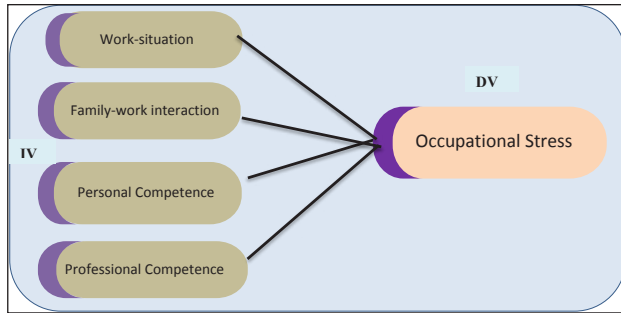 Work-situation
DV
Family-work interaction
Occupational Stress
IV
Personal Competence
Professional Competence